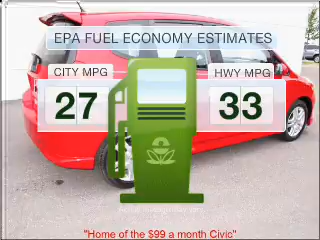 EPA FUEL ECONOMY ESTIMATES
CITY MPG
HWY MPG
27
33
"Home of the $99 a month Civic"